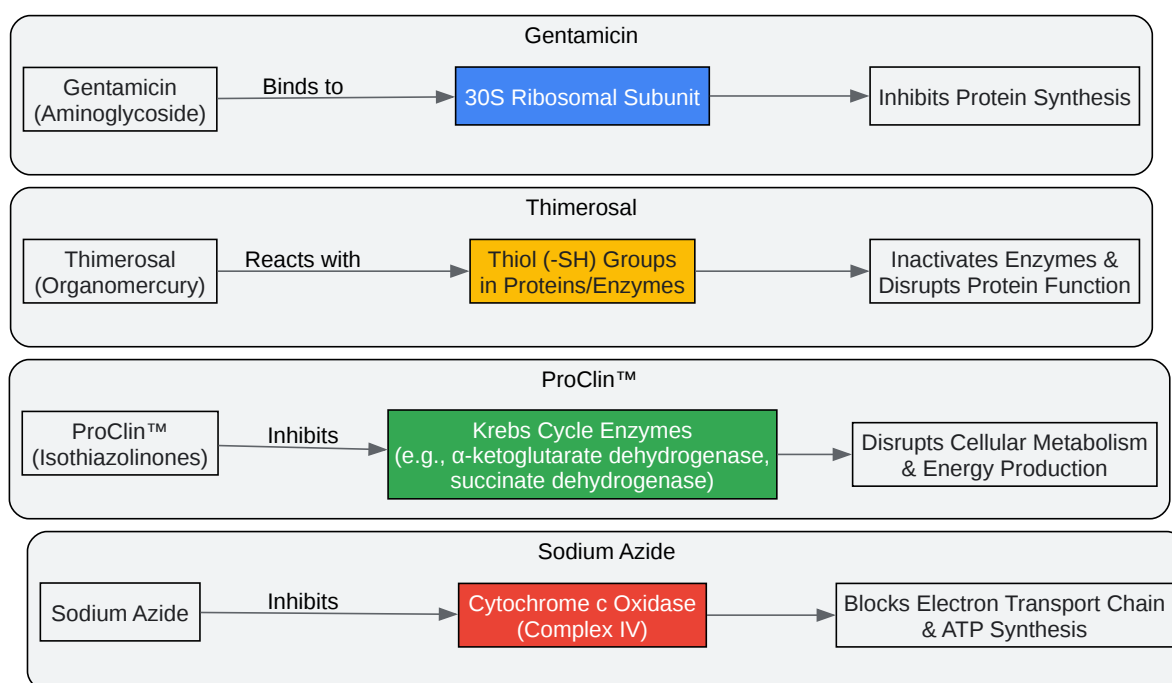 Gentamicin
Gentamicin
(Aminoglycoside)
Binds to
30S Ribosomal Subunit
Inhibits Protein Synthesis
Thimerosal
Thimerosal
(Organomercury)
Reacts with
Thiol (-SH) Groups
in Proteins/Enzymes
Inactivates Enzymes &
Disrupts Protein Function
ProClin™
ProClin™
(Isothiazolinones)
Inhibits
Krebs Cycle Enzymes
(e.g., α-ketoglutarate dehydrogenase,
succinate dehydrogenase)
Disrupts Cellular Metabolism
& Energy Production
Sodium Azide
Sodium Azide
Inhibits
Cytochrome c Oxidase
(Complex IV)
Blocks Electron Transport Chain
& ATP Synthesis